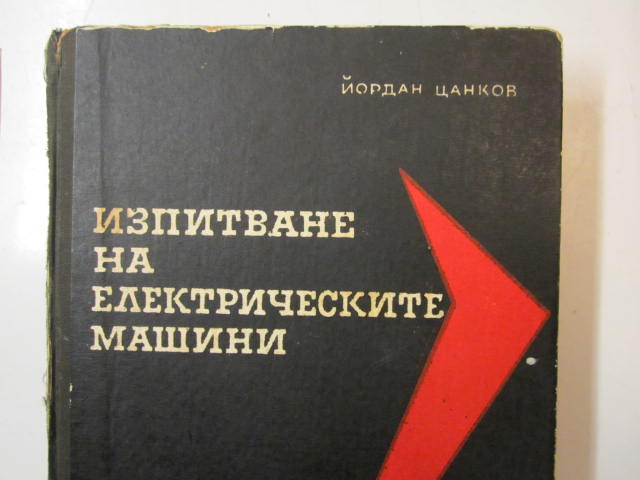 ЙОРДАН ЦАНКОВ
ИЗПИТВАНЕ
НА
ЕЛЕКТРИЧЕСКИТЕ
МАШИНИ